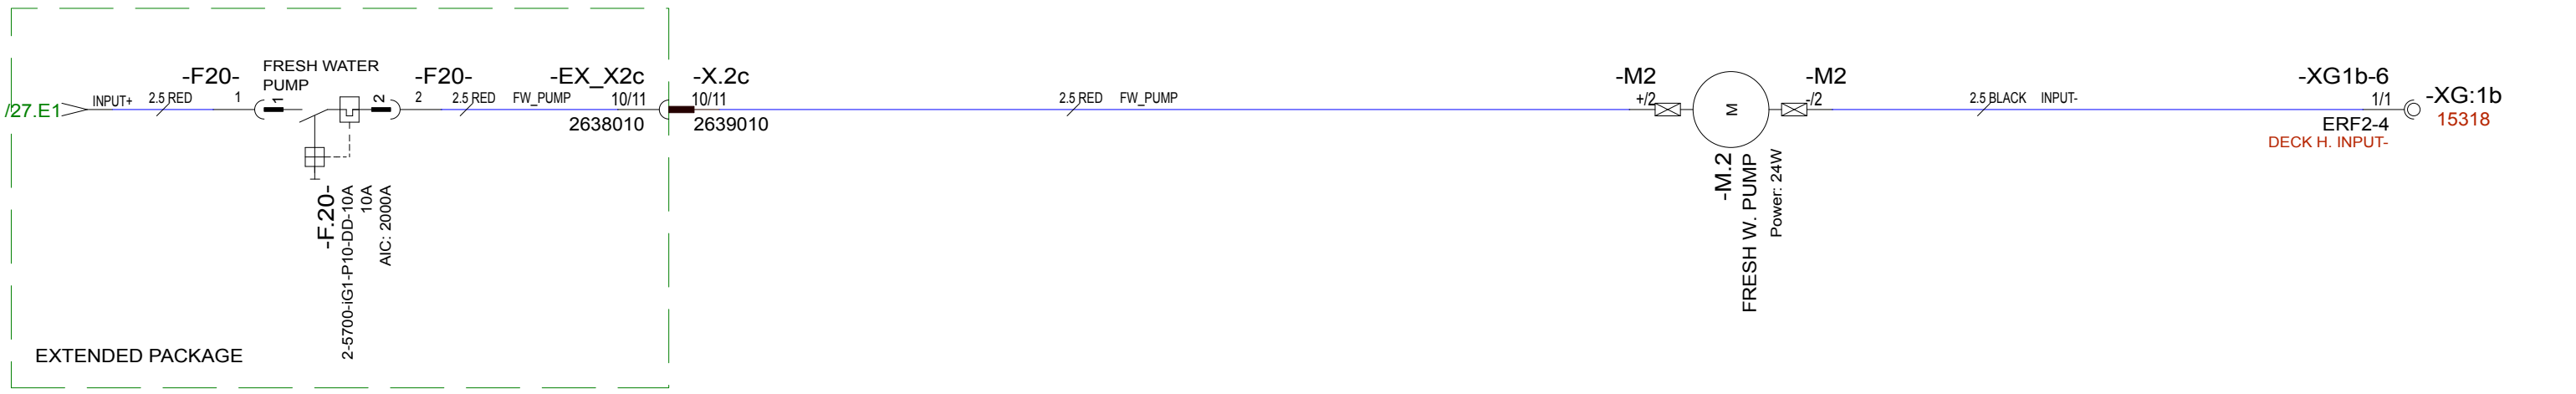 /27.E1
INPUT+
2.5 RED
-F20-
1
FRESH WATER
PUMP
1
2
-F20-
2
2.5 RED
FW_PUMP
-EX_X2c
10/11
2638010
-X.2c
10/11
2639010
2.5 RED
FW_PUMP
-M2
+/2
M
-M2
-/2
2.5 BLACK
INPUT-
-XG1b-6
1/1
ERF2-4
DECK H. INPUT-
-XG:1b
15318
-F.20-
2-5700-iG1-P10-DD-10A
10A
AIC: 2000A
-M.2
FRESH W. PUMP
Power: 24W
EXTENDED PACKAGE